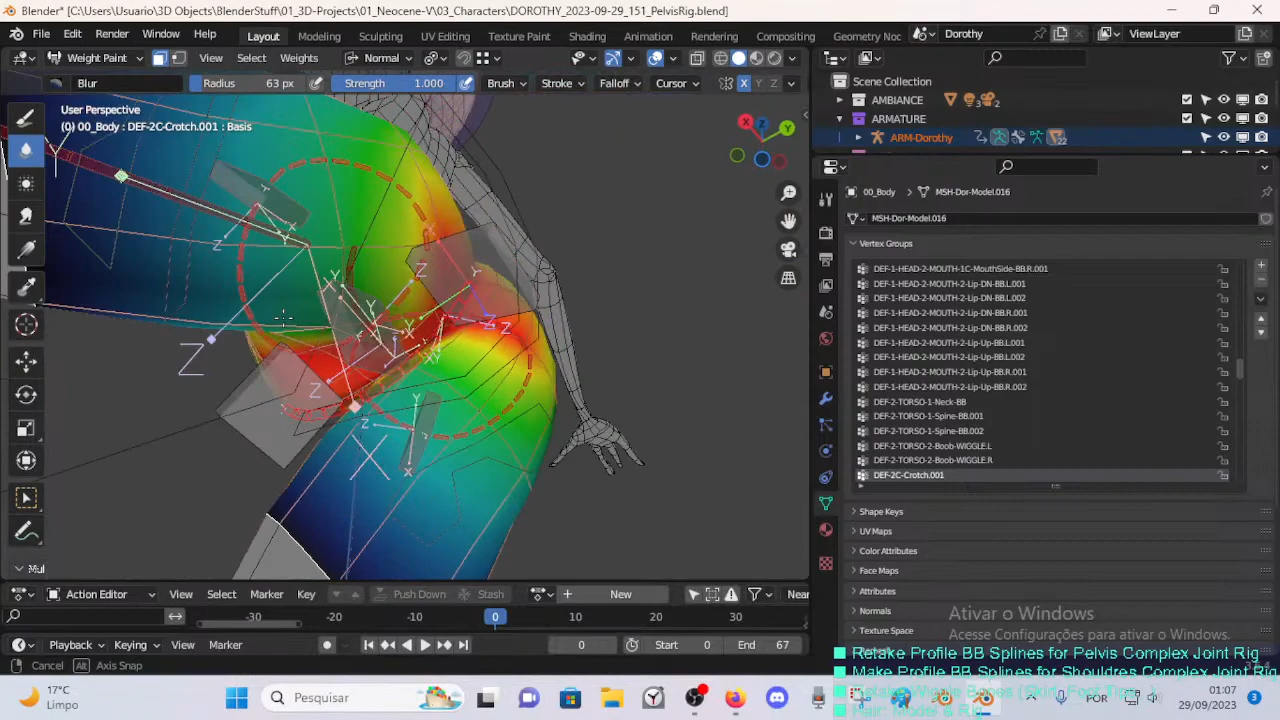 Blender* [C:\Users\Usuario\3D Objects\BlenderStuff\01_3D-Projects\01_Neocene-V\03_Characters\DOROTHY_2023-09-29_151_PelvisRig.blend]
File Edit Render Window Help Layout Modeling Sculpting UV Editing Texture Paint Shading Animation Rendering Compositing Geometry Noc Dorothy ViewLayer
Weight Paint View Select Weights Normal
Blur Radius 63 px Strength 1.000 Brush Stroke Falloff Cursor X Y Z
Scene Collection
User Perspective
(0) 00_Body : DEF-2C-Crotch.001 : Basis
AMBIANCE 3 2
ARMATURE
ARM-Dorothy 22
00_Body MSH-Dor-Model.016
MSH-Dor-Model.016
Vertex Groups
DEF-1-HEAD-2-MOUTH-1C-MouthSide-BB.R.001
DEF-1-HEAD-2-MOUTH-2-Lip-DN-BB.L.001
DEF-1-HEAD-2-MOUTH-2-Lip-DN-BB.L.002
DEF-1-HEAD-2-MOUTH-2-Lip-DN-BB.R.001
DEF-1-HEAD-2-MOUTH-2-Lip-DN-BB.R.002
DEF-1-HEAD-2-MOUTH-2-Lip-Up-BB.L.001
DEF-1-HEAD-2-MOUTH-2-Lip-Up-BB.L.002
DEF-1-HEAD-2-MOUTH-2-Lip-Up-BB.R.001
DEF-1-HEAD-2-MOUTH-2-Lip-Up-BB.R.002
DEF-2-TORSO-1-Neck-BB
DEF-2-TORSO-1-Spine-BB.001
DEF-2-TORSO-1-Spine-BB.002
DEF-2-TORSO-2-Boob-WIGGLE.L
DEF-2-TORSO-2-Boob-WIGGLE.R
DEF-2C-Crotch.001
Shape Keys
UV Maps
Color Attributes
Face Maps
Attributes
Normals
Texture Space
Ativar o Windows
Acesse Configurações para ativar o Windows.
Mul
Action Editor View Select Marker Key Push Down Stash New Near
-30 -20 -10 0 10 20 30
Playback Keying View Marker 0 Start 0 End 67
Cancel Alt Axis Snap
Retake Profile BB Splines for Pelvis Complex Joint Rig
Make Profile BB Splines for Shouldres Complex Joint Rig
Hair: Model & Rig
17°C
Limpo
Pesquisar
POR
01:07
29/09/2023
3